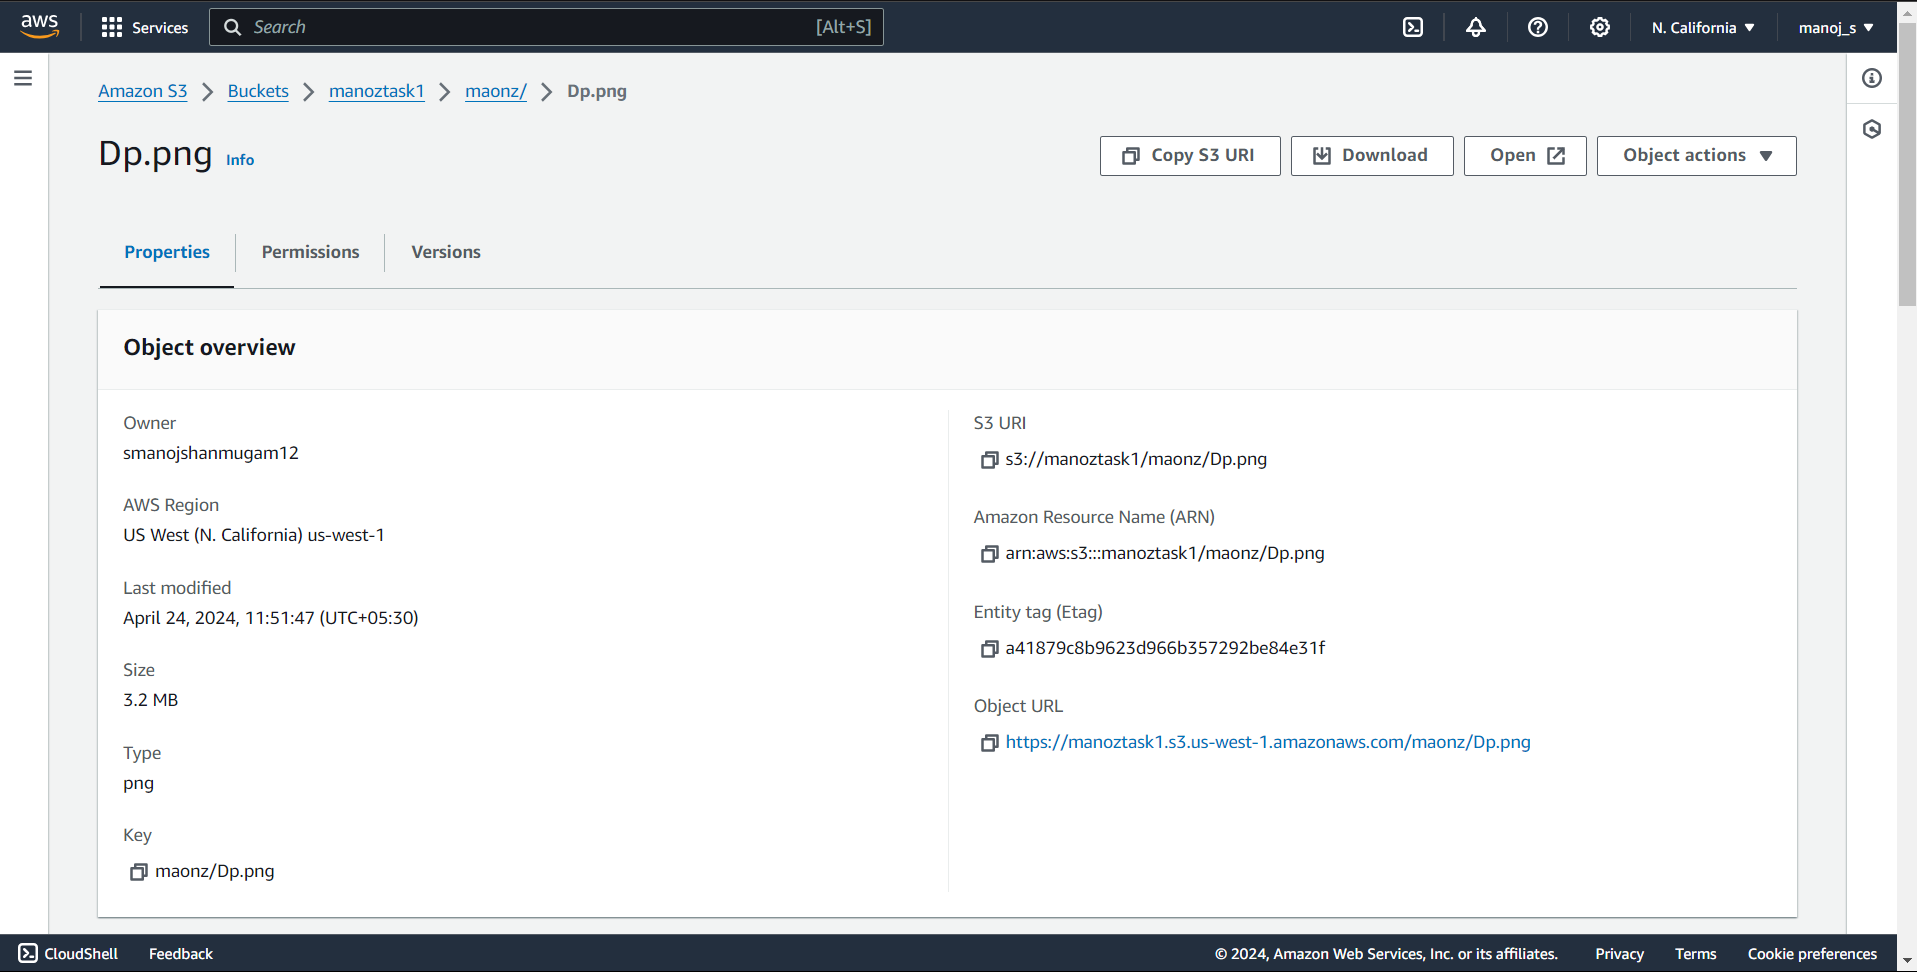 aws Services Search [Alt+S] N. California manoj_s
Amazon S3 Buckets manoztask1 maonz/ Dp.png
Dp.png Info Copy S3 URI Download Open Object actions
Properties Permissions Versions
Object overview
Owner
smanojshanmugam12
AWS Region
US West (N. California) us-west-1
Last modified
April 24, 2024, 11:51:47 (UTC+05:30)
Size
3.2 MB
Type
png
Key
maonz/Dp.png
S3 URI
s3://manoztask1/maonz/Dp.png
Amazon Resource Name (ARN)
arn:aws:s3:::manoztask1/maonz/Dp.png
Entity tag (Etag)
a41879c8b9623d966b357292be84e31f
Object URL
https://manoztask1.s3.us-west-1.amazonaws.com/maonz/Dp.png
CloudShell Feedback © 2024, Amazon Web Services, Inc. or its affiliates. Privacy Terms Cookie preferences